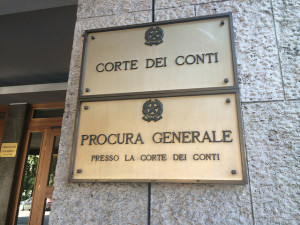 CORTE DEI CONTI
PROCURA GENERALE
PRESSO LA CORTE DEI CONTI